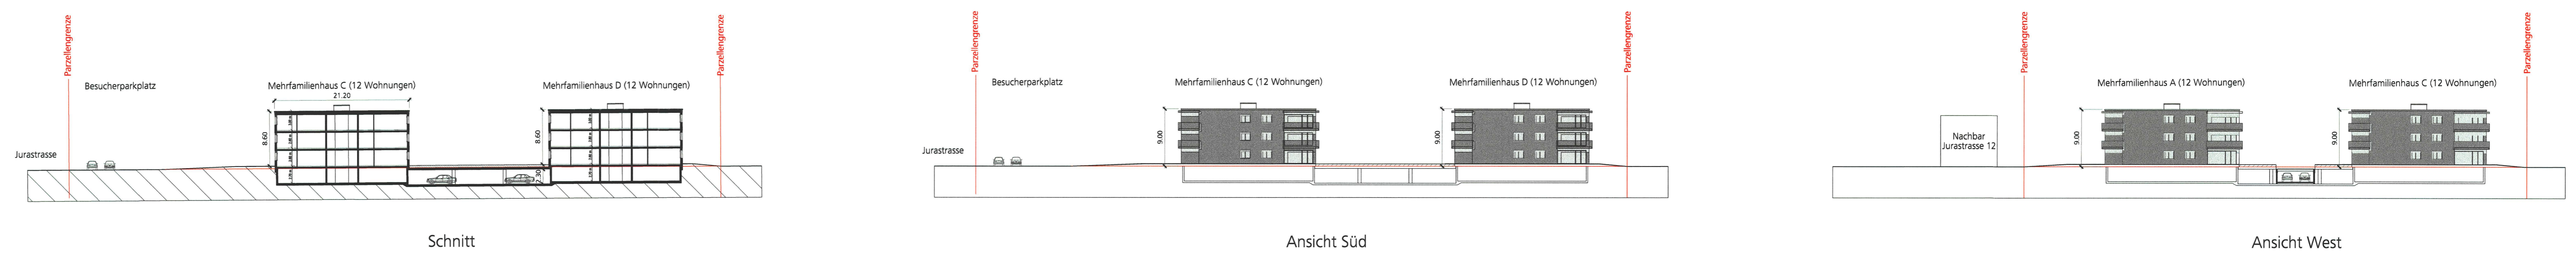 Parzellengrenze
Besucherparkplatz
Mehrfamilienhaus C (12 Wohnungen)
21.20
8.60
Mehrfamilienhaus D (12 Wohnungen)
8.60
Parzellengrenze
Jurastrasse
2.30
Schnitt
Parzellengrenze
Besucherparkplatz
Mehrfamilienhaus C (12 Wohnungen)
9.00
Mehrfamilienhaus D (12 Wohnungen)
9.00
Parzellengrenze
Jurastrasse
Ansicht Süd
Parzellengrenze
Nachbar
Jurastrasse 12
Mehrfamilienhaus A (12 Wohnungen)
9.00
Mehrfamilienhaus C (12 Wohnungen)
9.00
Parzellengrenze
Ansicht West